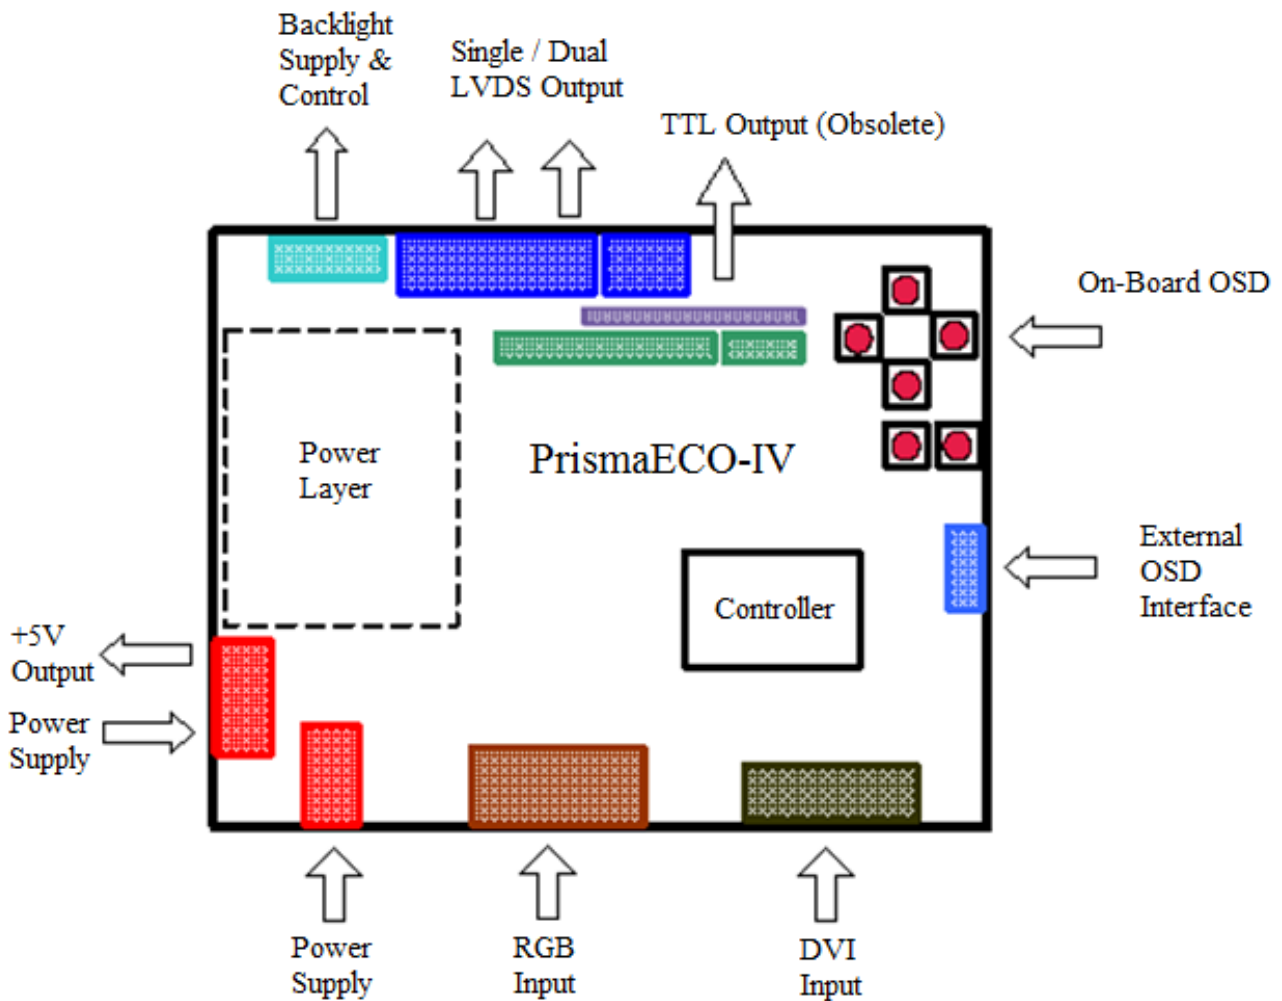 Backlight
Supply &
Control
Single / Dual
LVDS Output
TTL Output (Obsolete)
On-Board OSD
Power
Layer
PrismaECO-IV
External
OSD
Interface
Controller
+5V
Output
Power
Supply
Power
Supply
RGB
Input
DVI
Input